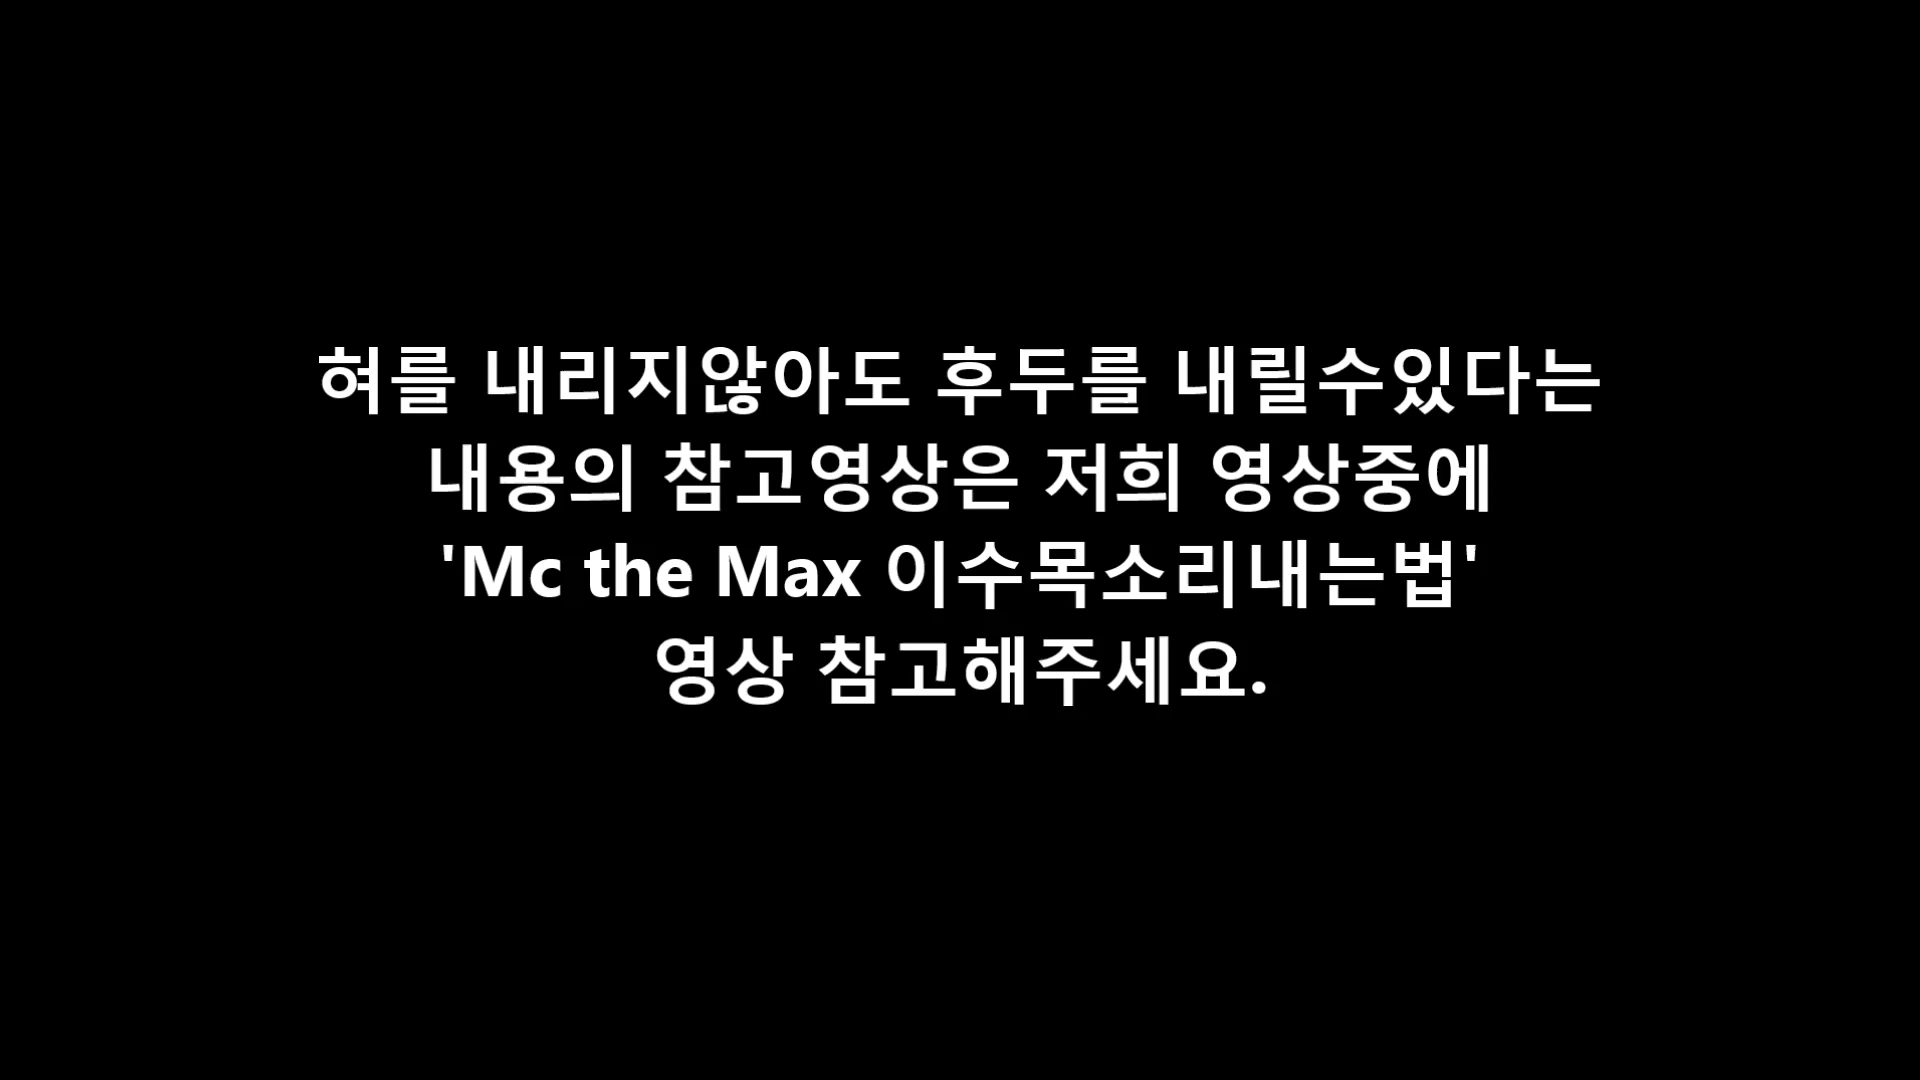 혀를 내리지않아도 후두를 내릴수있다는
내용의 참고영상은 저희 영상중에
'Mc the Max 이수목소리내는법'
영상 참고해주세요.